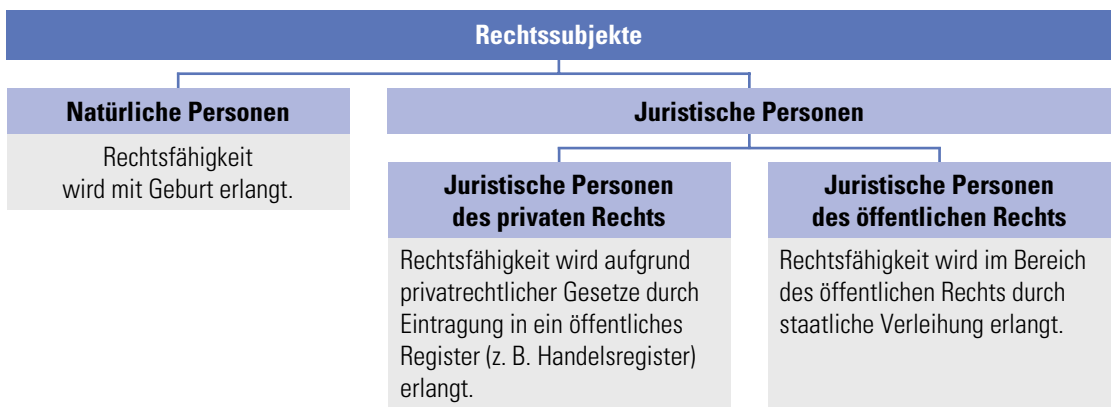 Rechtssubjekte
Natürliche Personen
Rechtsfähigkeit
wird mit Geburt erlangt.
Juristische Personen
Juristische Personen
des privaten Rechts
Rechtsfähigkeit wird aufgrund
privatrechtlicher Gesetze durch
Eintragung in ein öffentliches
Register (z. B. Handelsregister)
erlangt.
Juristische Personen
des öffentlichen Rechts
Rechtsfähigkeit wird im Bereich
des öffentlichen Rechts durch
staatliche Verleihung erlangt.